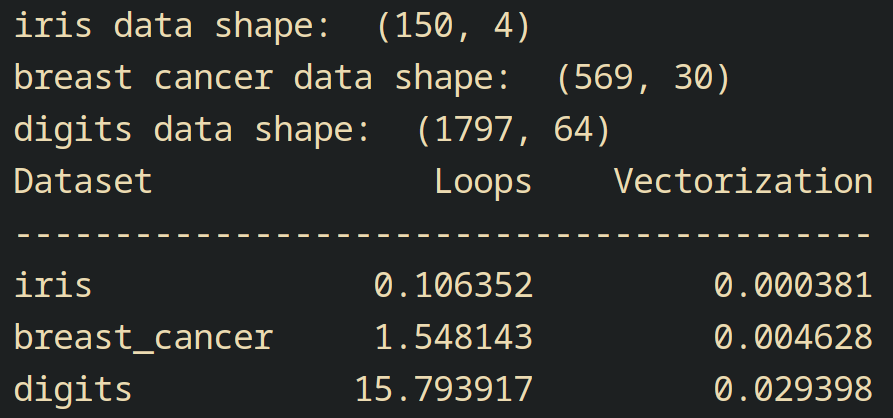 iris data shape:  (150, 4)
breast cancer data shape:  (569, 30)
digits data shape:  (1797, 64)
Dataset              Loops    Vectorization
-------------------------------------------
iris              0.106352         0.000381
breast_cancer     1.548143         0.004628
digits           15.793917         0.029398